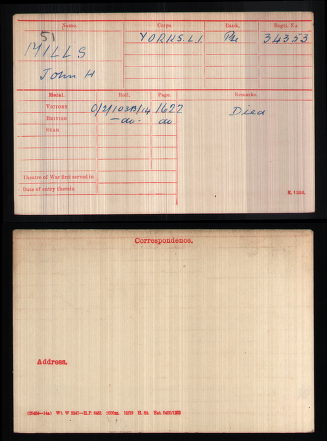 Name. Corps. Rank. Regtl. No.
51
MILLS YORKS. L.I. Pte 34353
John H
Medal. Roll. Page. Remarks.
VICTORY O/2/103B14 1622 Died
BRITISH -do- do
STAR
Theatre of War first served in
Date of entry therein
K. 1380.
Correspondence.
Address.